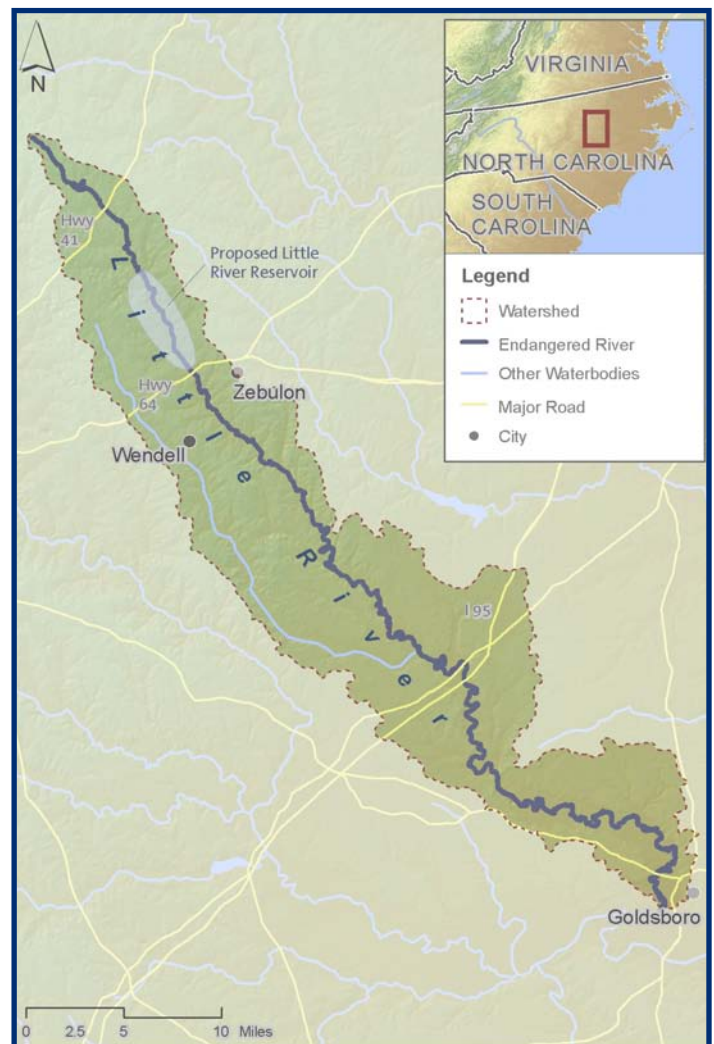 N
VIRGINIA
NORTH CAROLINA
SOUTH
CAROLINA
Hwy
41
Proposed Little
River Reservoir
Legend
Watershed
Endangered River
Other Waterbodies
Major Road
City
Little River
Hwy
64
Zebulon
Wendell
I 95
Goldsboro
0 2.5 5 10 Miles